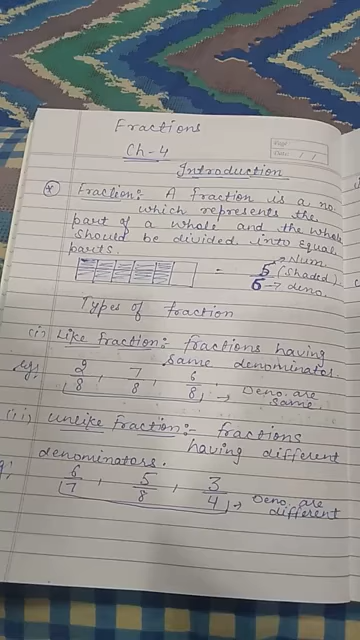 Fractions
Page
Date / /
Ch-4
Introduction
* Fraction:- A fraction is a no.
which represents the
part of a whole and the whole
should be divided into equal
parts.
= 5/6 → Num (Shaded) → deno.
Types of fraction
(i) Like fraction:- fractions having
same denominator.
eg: 2/8, 7/8, 6/8 → Deno. are
same.
(ii) Unlike fraction:- fractions
having different
denominators.
6/7, 5/8, 3/4 → Deno. are
different